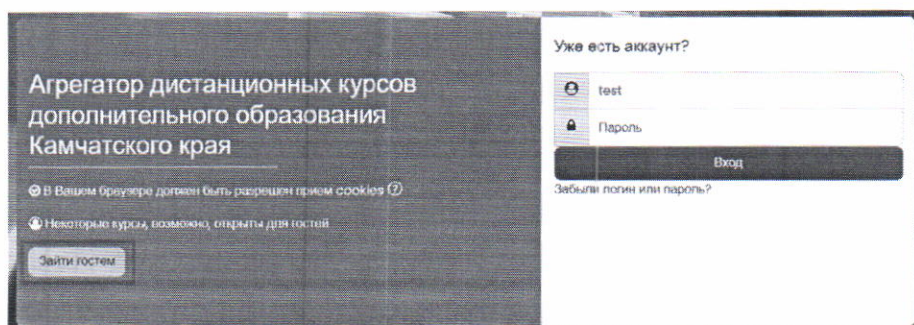 Агрегатор дистанционных курсов
дополнительного образования
Камчатского края
В Вашем браузере должен быть разрешен прием cookies
Некоторые курсы, возможно, открыты для гостей
Зайти гостем
Уже есть аккаунт?
test
Пароль
Вход
Забыли логин или пароль?